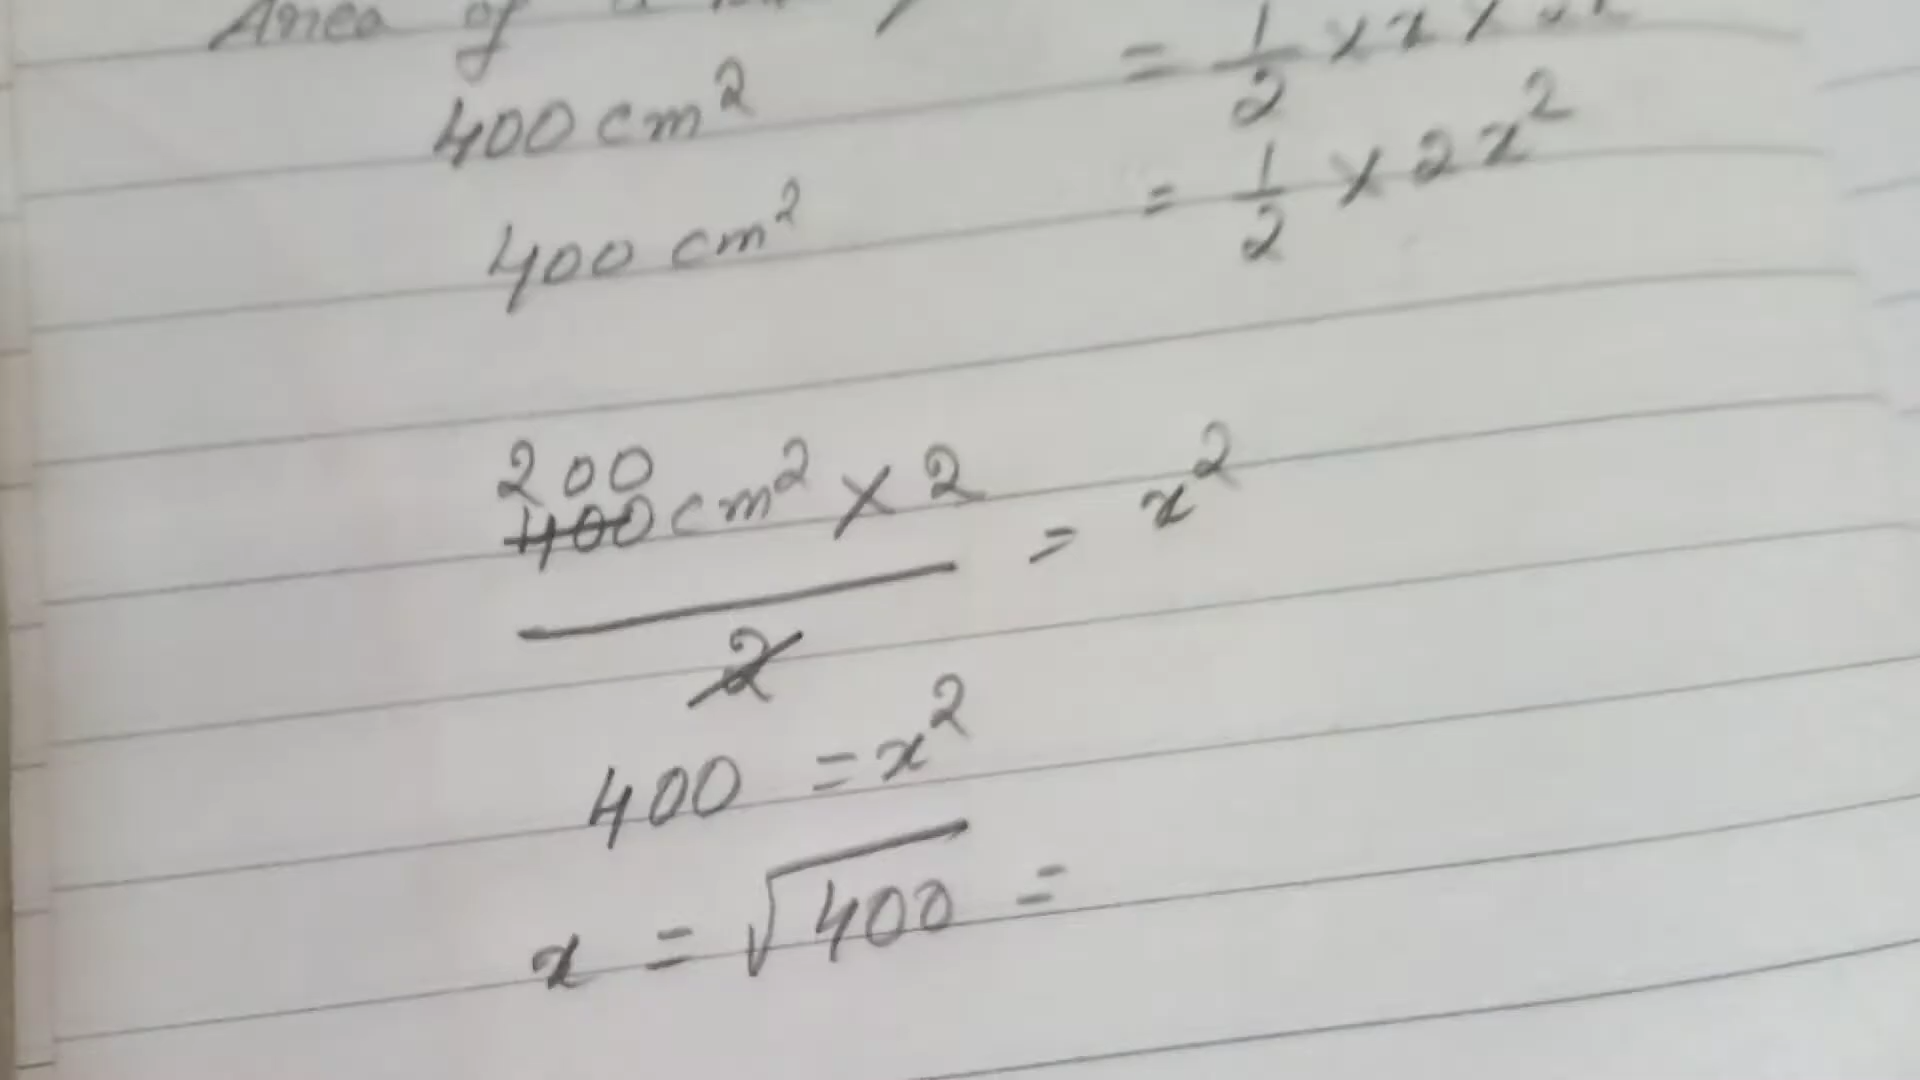 Area of a
400 cm² = 1/2 × x ×
400 cm² = 1/2 × 2x²
200
400 cm² × 2 / 2 = x²
400 = x²
x = √400 =